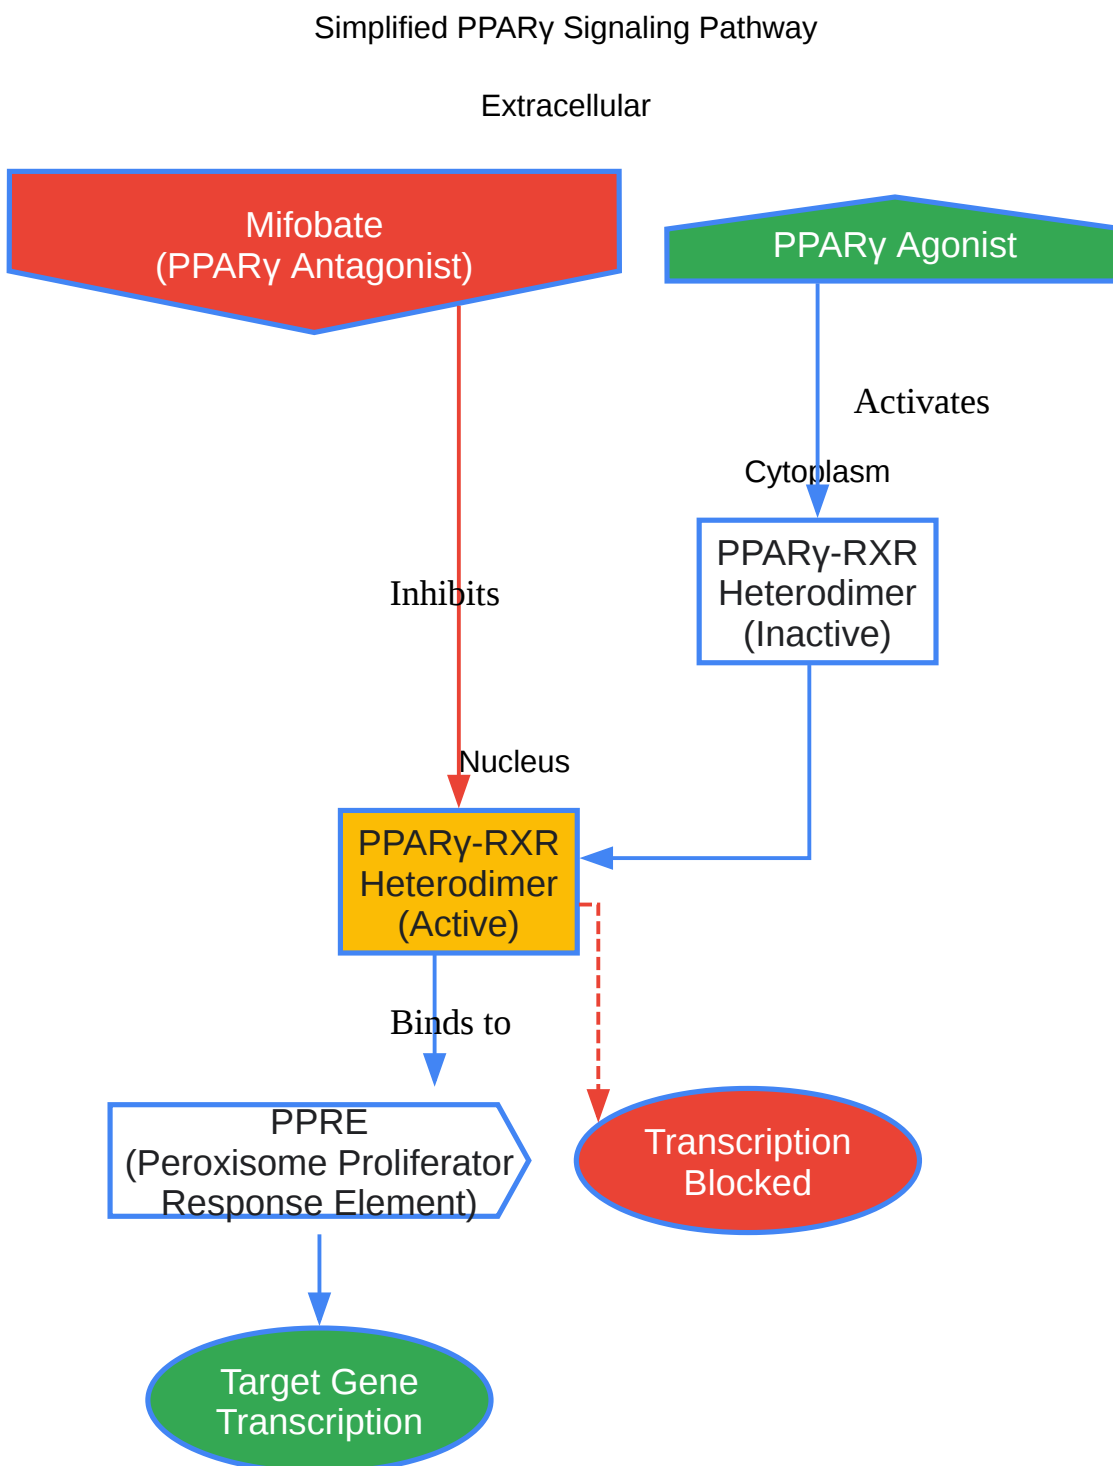 Simplified PPARγ Signaling Pathway
Extracellular
Mifobate
(PPARγ Antagonist)
PPARγ Agonist
Activates
Cytoplasm
PPARγ-RXR
Heterodimer
(Inactive)
Inhibits
Nucleus
PPARγ-RXR
Heterodimer
(Active)
Binds to
PPRE
(Peroxisome Proliferator
Response Element)
Transcription
Blocked
Target Gene
Transcription